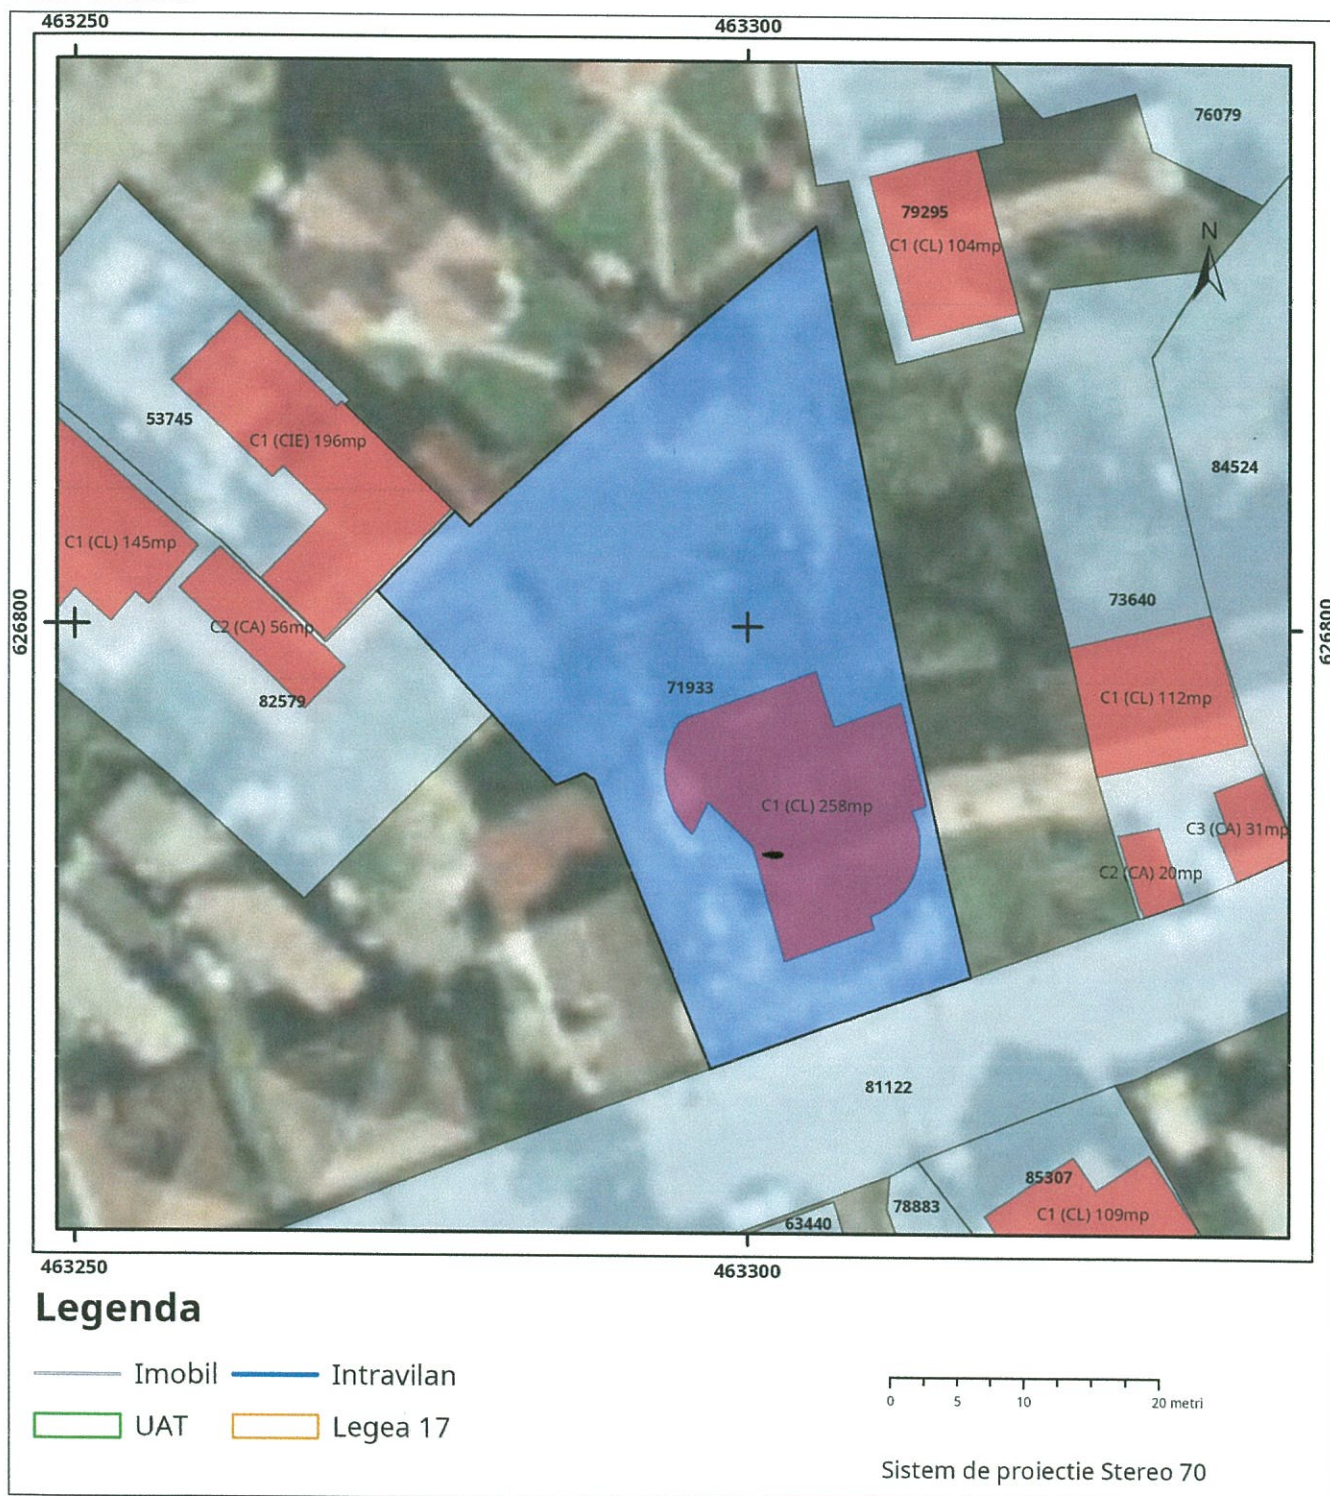 463250 463300
76079
N
79295
C1 (CL) 104mp
53745
C1 (CIE) 196mp
84524
C1 (CL) 145mp
626800 626800
73640
C2 (CA) 56mp
82579
71933
C1 (CL) 112mp
C1 (CL) 258mp
C3 (CA) 31mp
C2 (CA) 20mp
81122
85307
78883
C1 (CL) 109mp
63440
463250 463300
Legenda
Imobil Intravilan
UAT Legea 17
0 5 10 20 metri
Sistem de proiectie Stereo 70